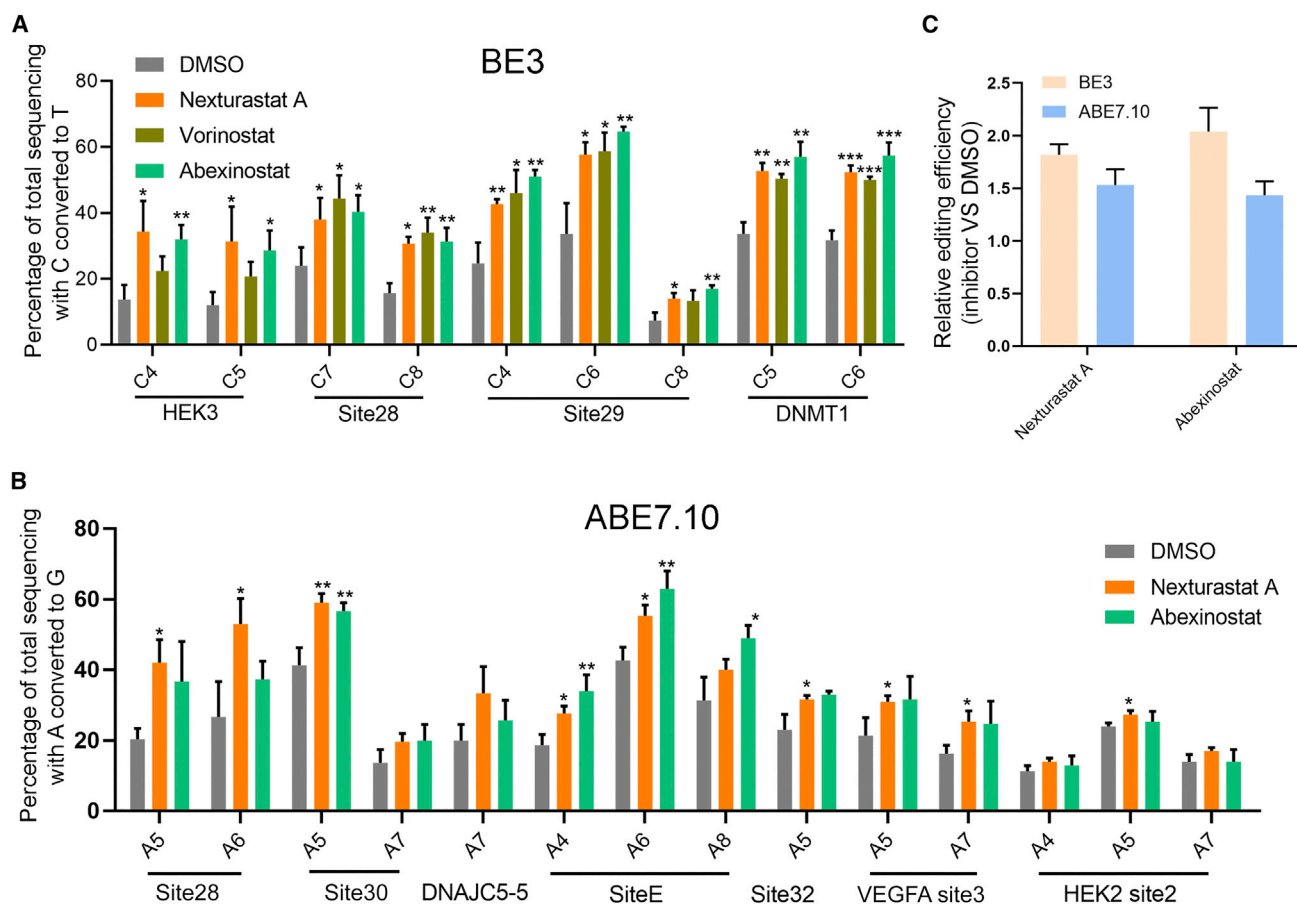 A
BE3
DMSO
Nexturastat A
Vorinostat
Abexinostat
Percentage of total sequencing
with C converted to T
80
60
40
20
0
* ** * * * * * * ** ** ** * ** * * ** * ** ** ** ** *** *** ***
C4 C5 C7 C8 C4 C6 C8 C5 C6
HEK3 Site28 Site29 DNMT1
C
BE3
ABE7.10
Relative editing efficiency
(inhibitor VS DMSO)
2.5
2.0
1.5
1.0
0.5
0.0
Nexturastat A Abexinostat
B
ABE7.10
DMSO
Nexturastat A
Abexinostat
Percentage of total sequencing
with A converted to G
80
60
40
20
0
* * ** ** * ** * ** * * * * *
A5 A6 A5 A7 A7 A4 A6 A8 A5 A5 A7 A4 A5 A7
Site28 Site30 DNAJC5-5 SiteE Site32 VEGFA site3 HEK2 site2